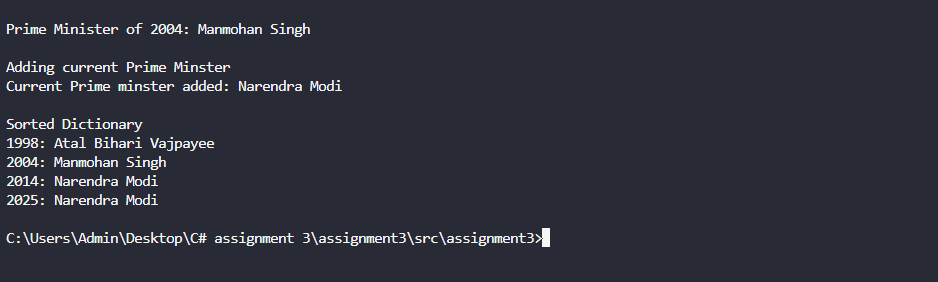 Prime Minister of 2004: Manmohan Singh
Adding current Prime Minster
Current Prime minster added: Narendra Modi
Sorted Dictionary
1998: Atal Bihari Vajpayee
2004: Manmohan Singh
2014: Narendra Modi
2025: Narendra Modi
C:\Users\Admin\Desktop\C# assignment 3\assignment3\src\assignment3>